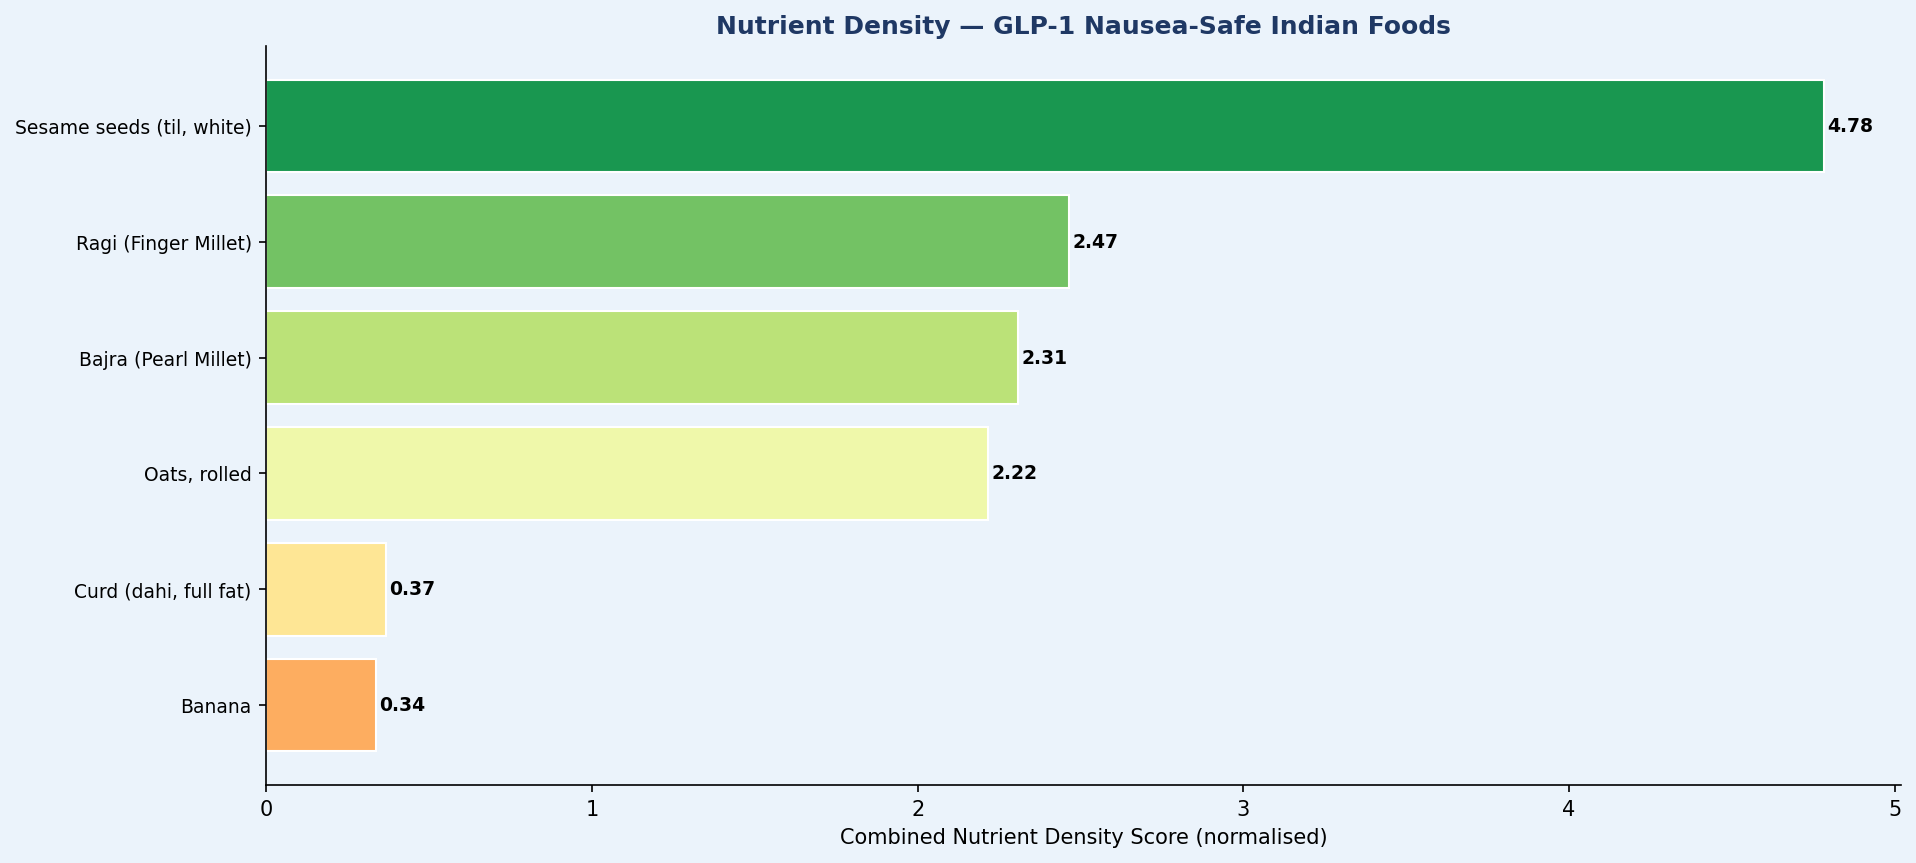 Nutrient Density — GLP-1 Nausea-Safe Indian Foods
Sesame seeds (til, white)
4.78
Ragi (Finger Millet)
2.47
Bajra (Pearl Millet)
2.31
Oats, rolled
2.22
Curd (dahi, full fat)
0.37
Banana
0.34
0 1 2 3 4 5
Combined Nutrient Density Score (normalised)